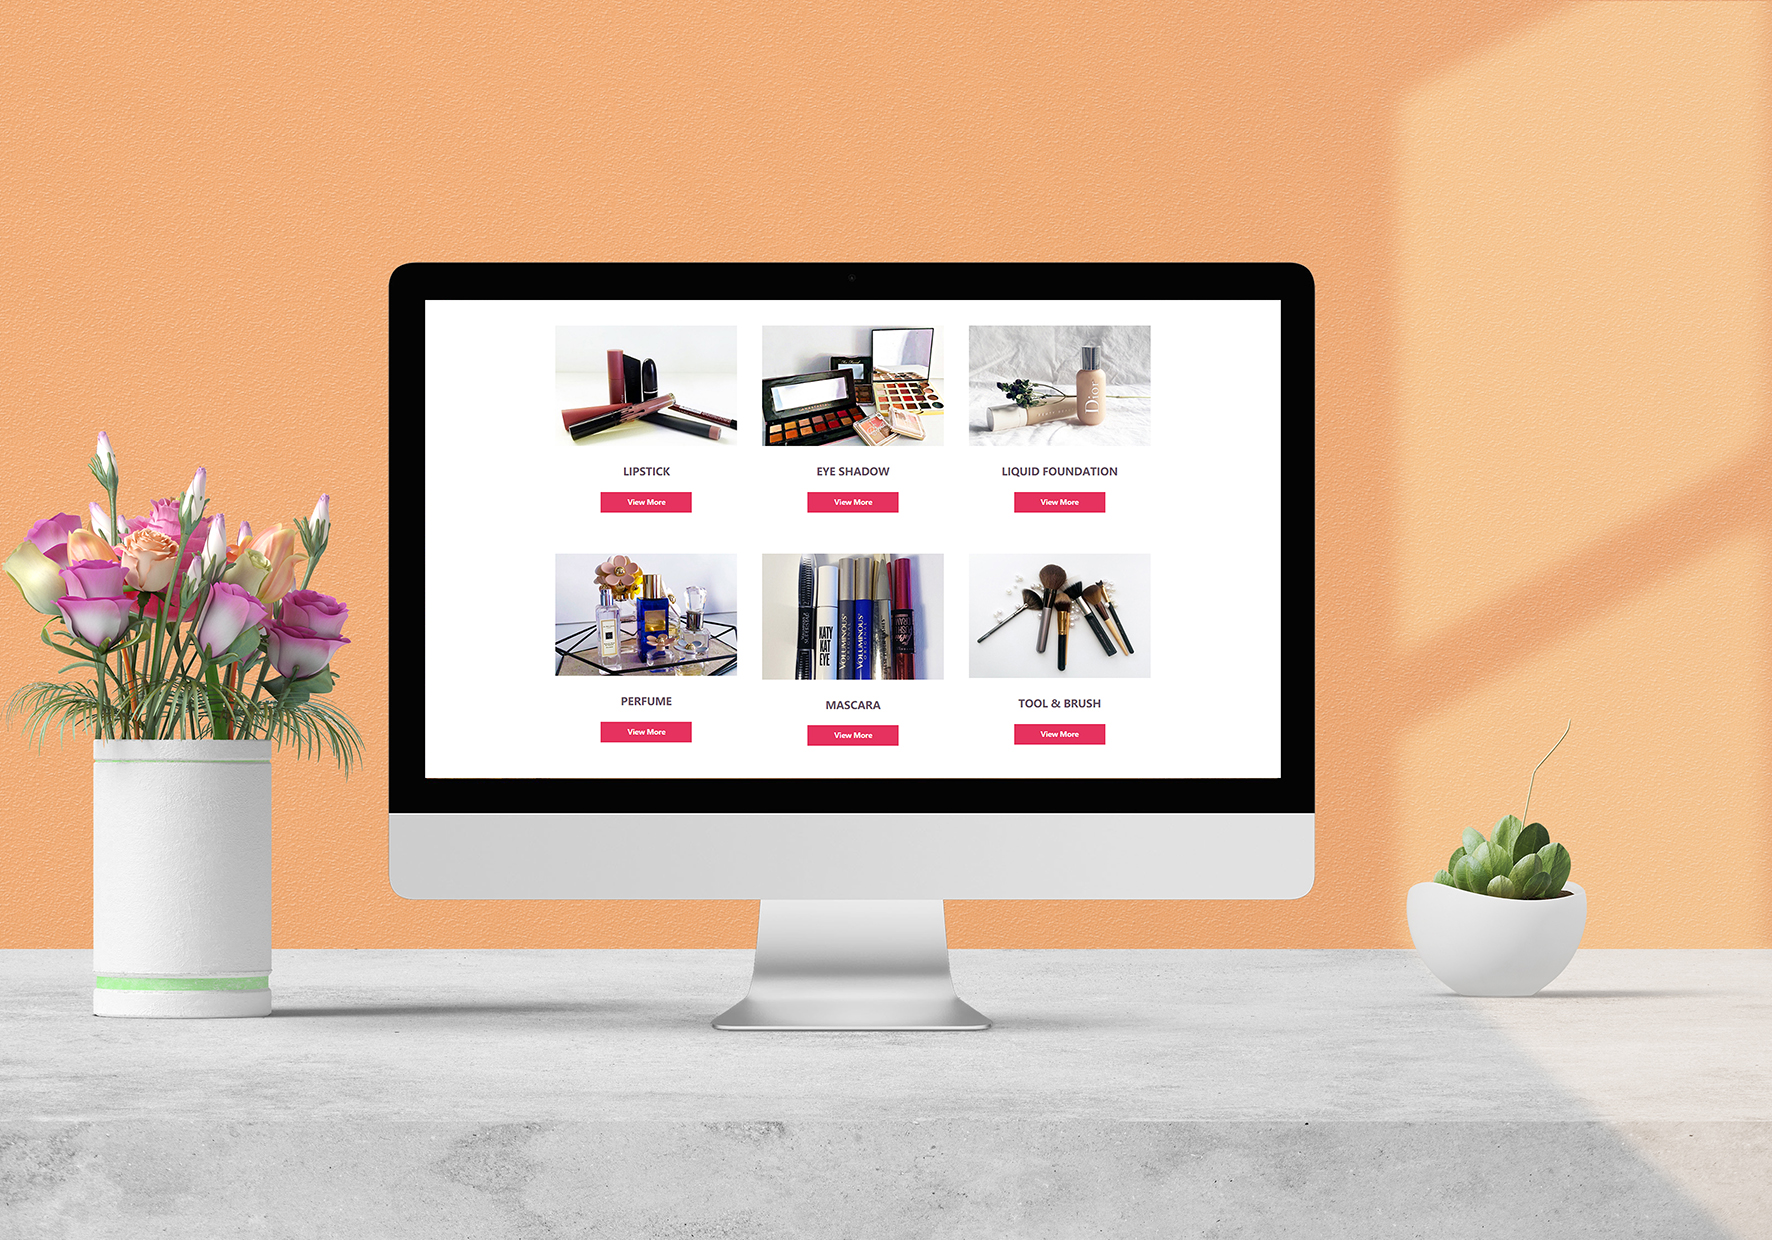 Dior
LIPSTICK
EYE SHADOW
LIQUID FOUNDATION
View More
View More
View More
KATY
KAT
EYE
VOLUMINOUS
VOLUMINOUS
PERFUME
MASCARA
TOOL & BRUSH
View More
View More
View More